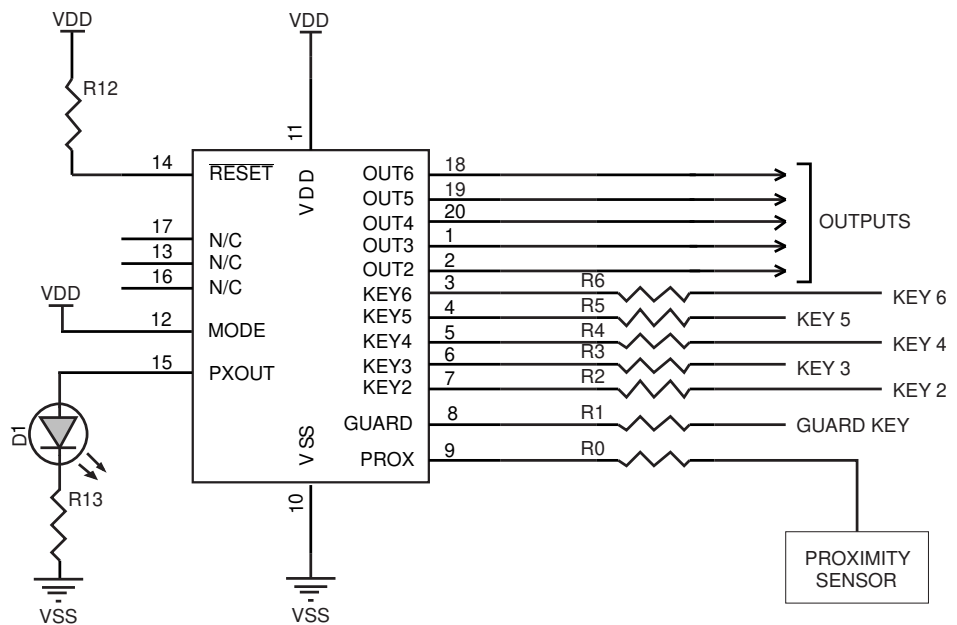 VDD
VDD
R12
11
14
RESET
VDD
OUT6
18
OUT5
19
OUT4
20
OUT3
1
OUT2
2
OUTPUTS
17
N/C
13
N/C
16
N/C
VDD
12
MODE
15
PXOUT
KEY6
3
R6
KEY 6
KEY5
4
R5
KEY 5
KEY4
5
R4
KEY 4
KEY3
6
R3
KEY 3
KEY2
7
R2
KEY 2
GUARD
8
R1
GUARD KEY
PROX
9
R0
D1
VSS
10
R13
VSS
VSS
PROXIMITY
SENSOR